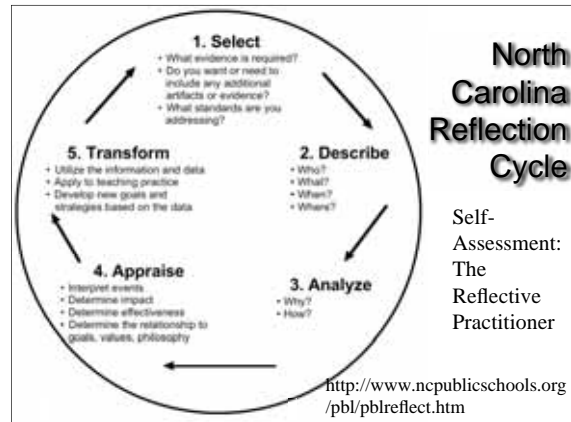 1. Select
• What evidence is required?
• Do you want or need to
include any additional
artifacts or evidence?
• What standards are you
addressing?
2. Describe
• Who?
• What?
• When?
• Where?
3. Analyze
• Why?
• How?
4. Appraise
• Interpret events
• Determine impact
• Determine effectiveness
• Determine the relationship to
goals, values, philosophy
5. Transform
• Utilize the information and data
• Apply to teaching practice
• Develop new goals and
strategies based on the data
North
Carolina
Reflection
Cycle
Self-
Assessment:
The
Reflective
Practitioner
http://www.ncpublicschools.org
/pbl/pblreflect.htm